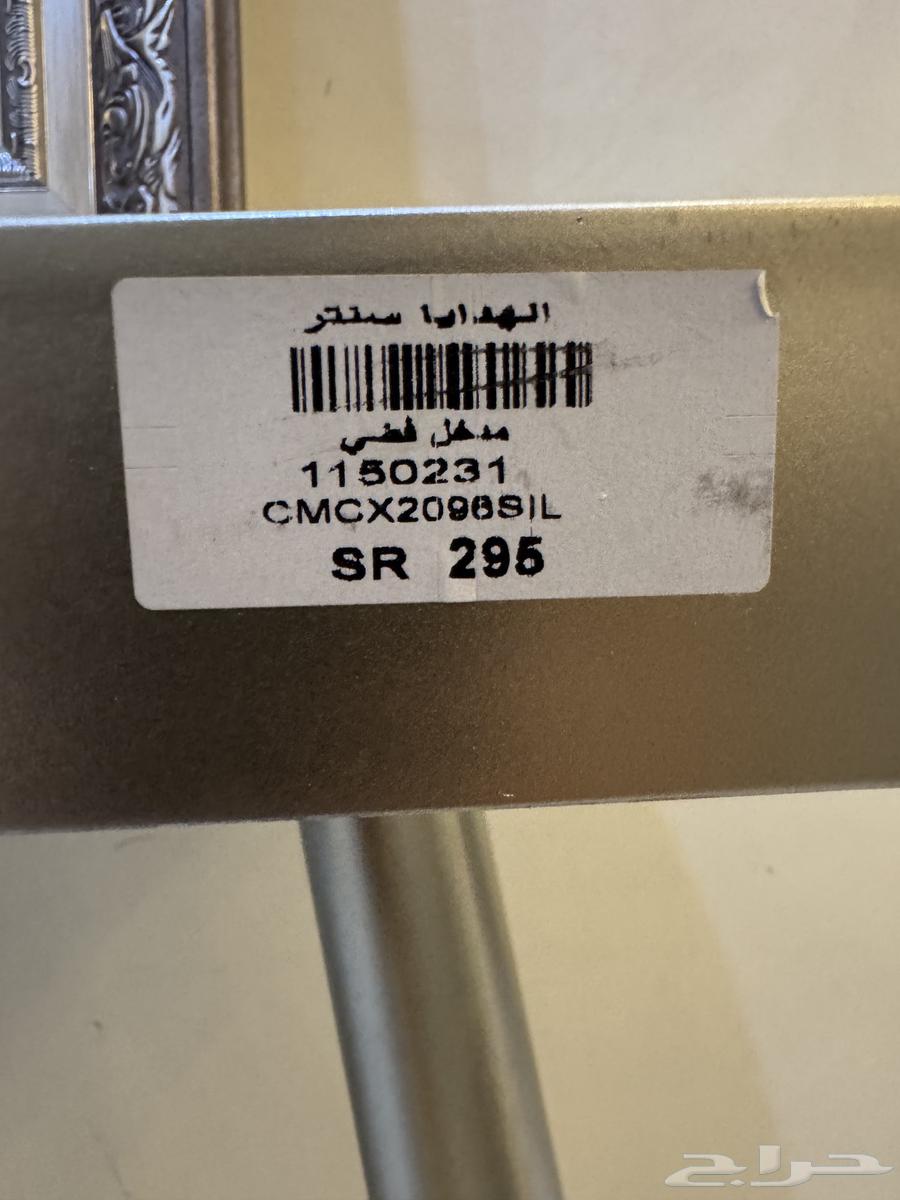 الهدايا سنتر
مدخل فضي
1150231
CMCX2096SIL
SR 295
حراج